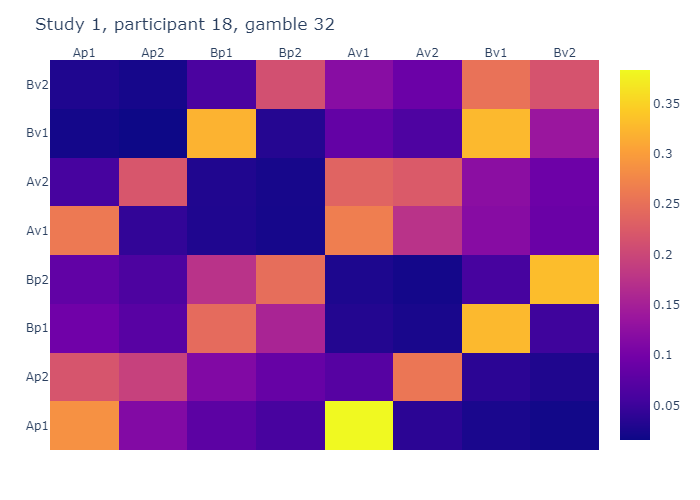 Study 1, participant 18, gamble 32
Ap1 Ap2 Bp1 Bp2 Av1 Av2 Bv1 Bv2
Bv2
Bv1
Av2
Av1
Bp2
Bp1
Ap2
Ap1
0.35
0.3
0.25
0.2
0.15
0.1
0.05